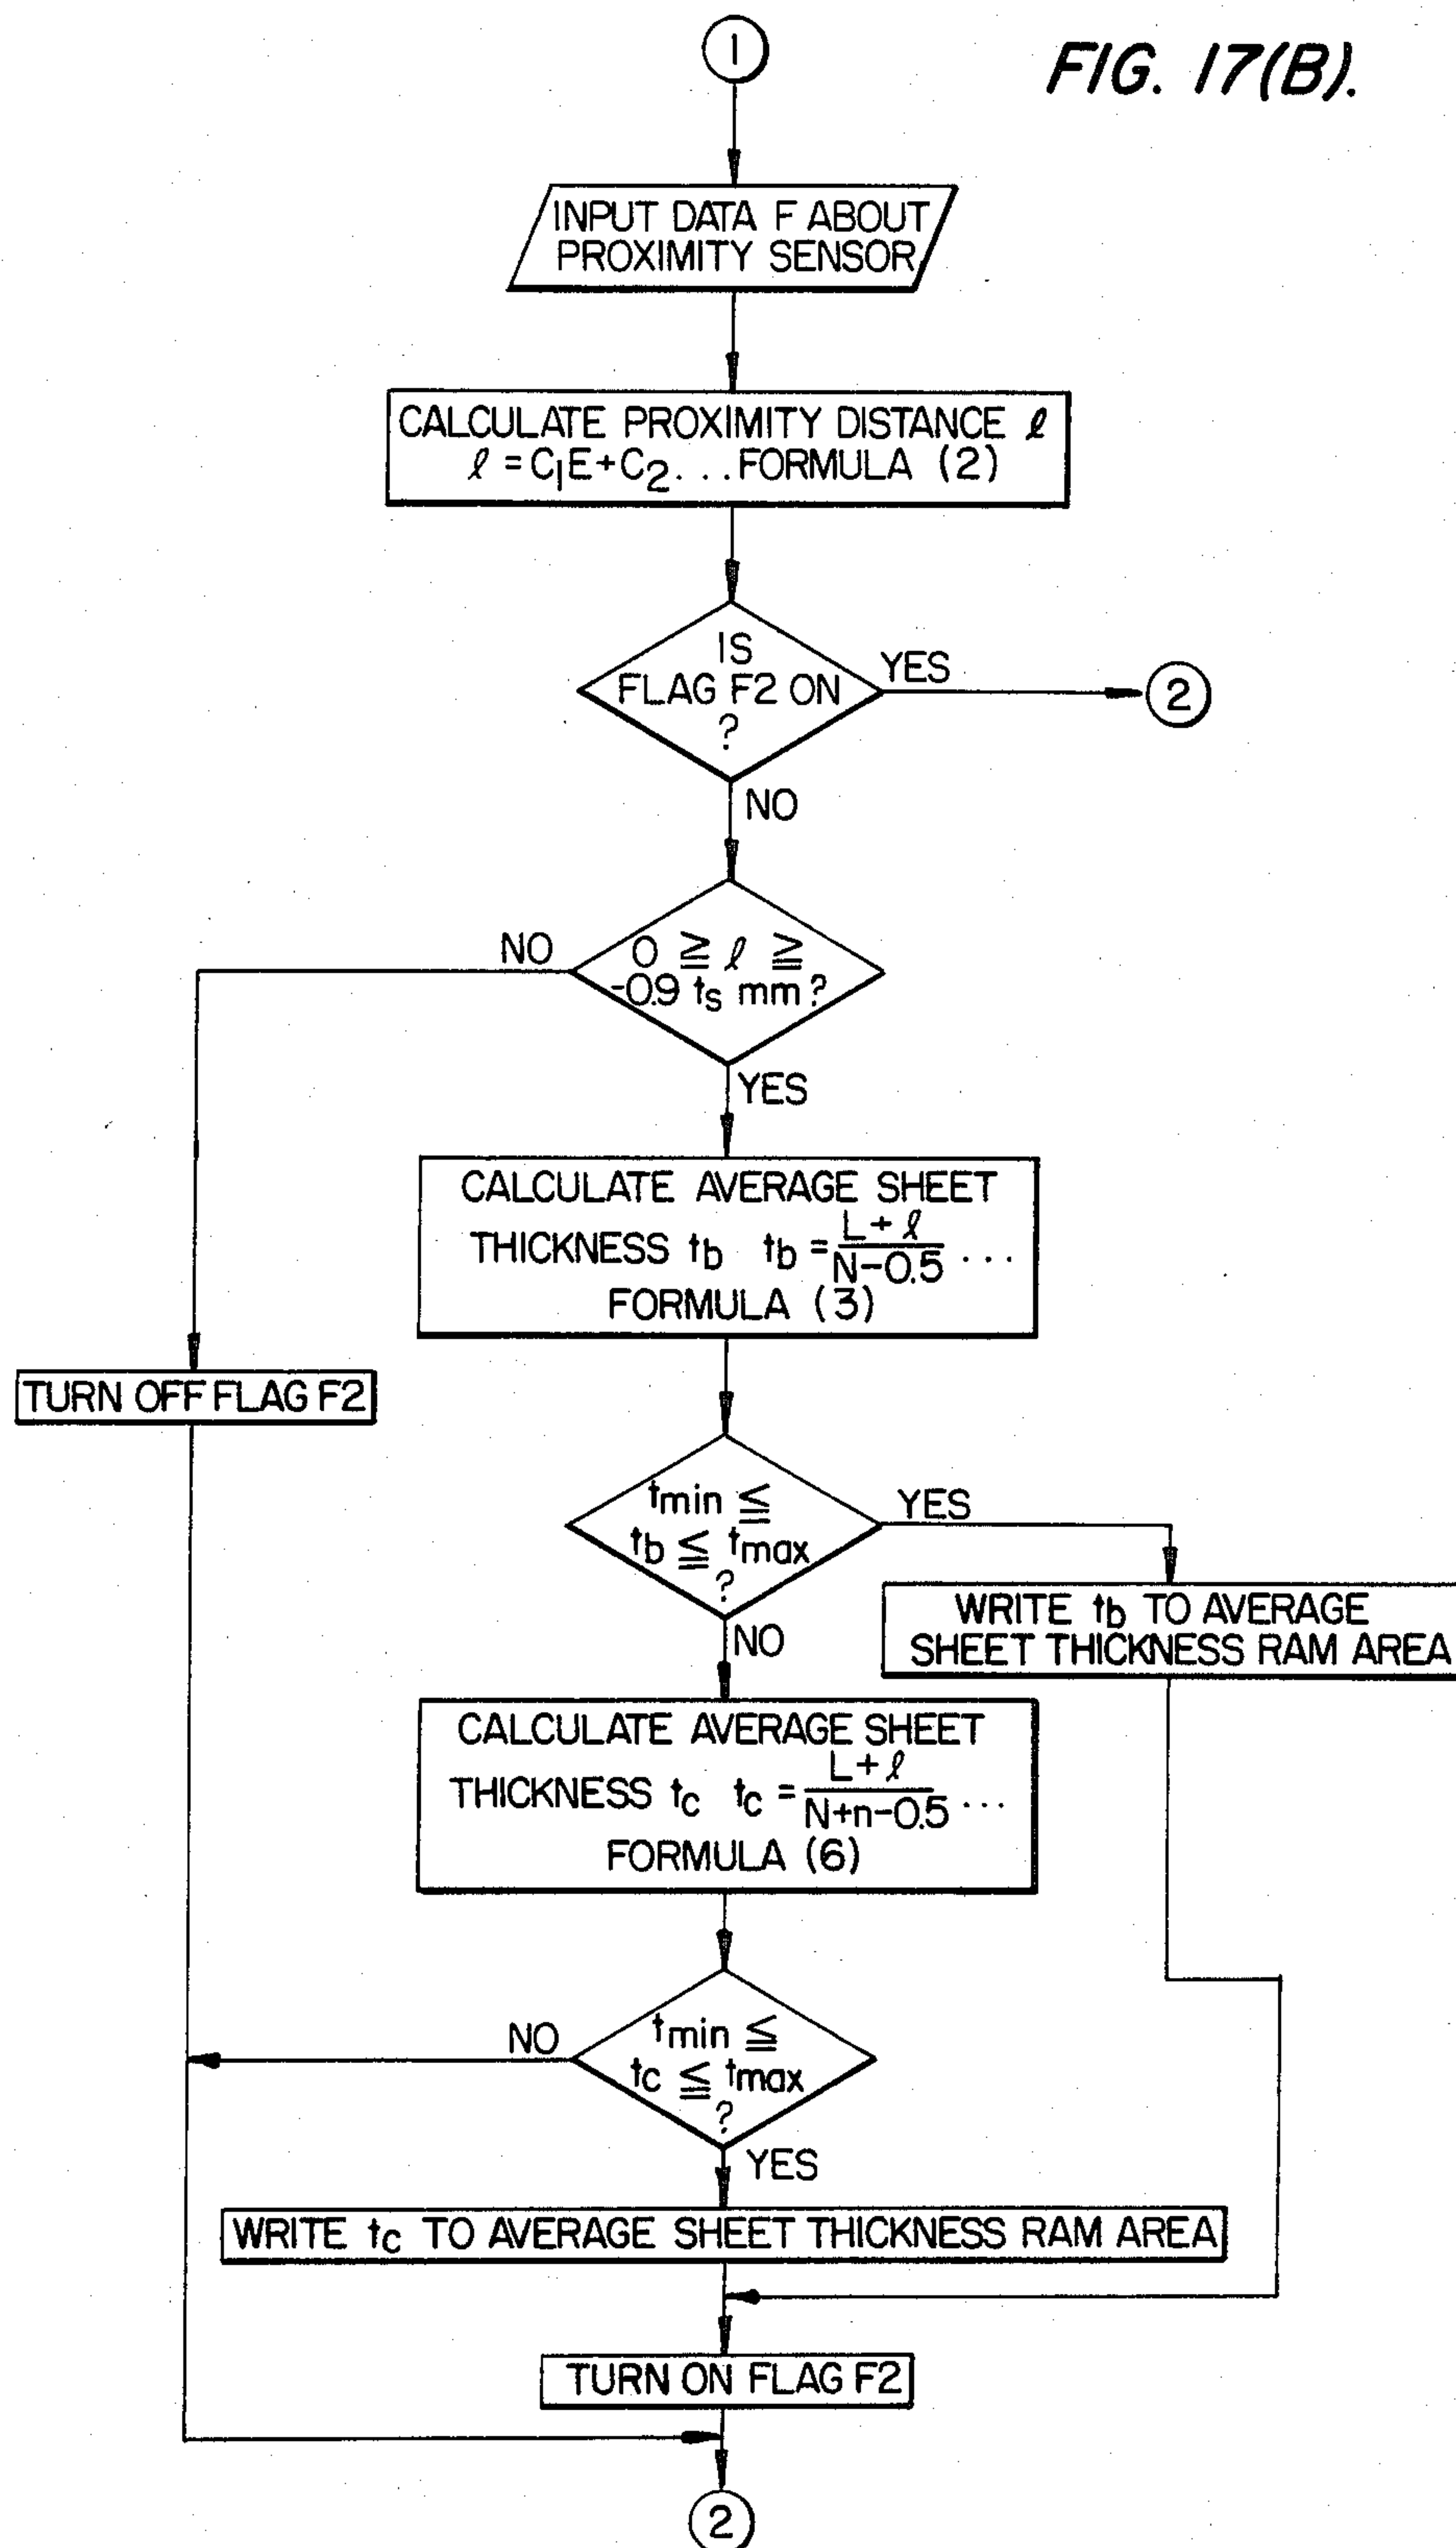 1
FIG. 17(B).
INPUT DATA F ABOUT
PROXIMITY SENSOR
CALCULATE PROXIMITY DISTANCE ℓ
ℓ = C₁E+C₂...FORMULA (2)
IS
FLAG F2 ON
?
YES
2
NO
0 ≧ ℓ ≧
-0.9 tₛ mm?
NO
YES
CALCULATE AVERAGE SHEET
THICKNESS tb tb = L+ℓ / N-0.5 ...
FORMULA (3)
TURN OFF FLAG F2
tmin ≦
tb ≦ tmax
?
YES
NO
WRITE tb TO AVERAGE
SHEET THICKNESS RAM AREA
CALCULATE AVERAGE SHEET
THICKNESS tc tc = L+ℓ / N+n-0.5 ...
FORMULA (6)
NO
tmin ≦
tc ≦ tmax
?
YES
WRITE tc TO AVERAGE SHEET THICKNESS RAM AREA
TURN ON FLAG F2
2